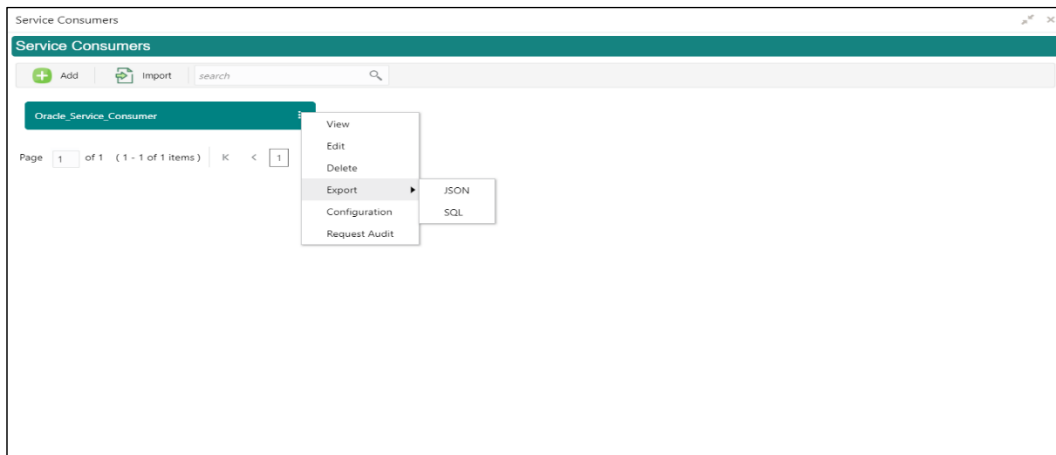 Service Consumers
Service Consumers
Add Import search
Oracle_Service_Consumer
Page 1 of 1 (1 - 1 of 1 items) K < 1
View
Edit
Delete
Export
JSON
SQL
Configuration
Request Audit